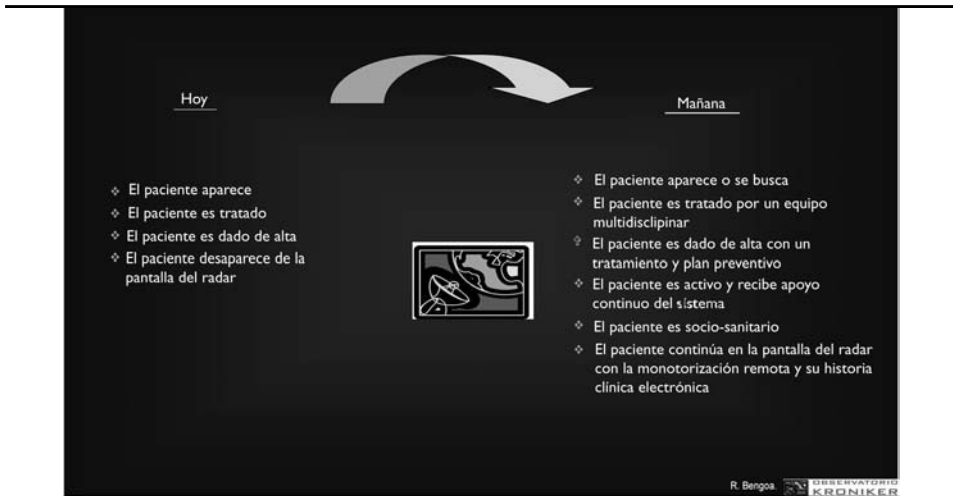 Hoy
Mañana
El paciente aparece
El paciente es tratado
El paciente es dado de alta
El paciente desaparece de la
pantalla del radar
El paciente aparece o se busca
El paciente es tratado por un equipo
multidisclipinar
El paciente es dado de alta con un
tratamiento y plan preventivo
El paciente es activo y recibe apoyo
continuo del sistema
El paciente es socio-sanitario
El paciente continúa en la pantalla del radar
con la monotorización remota y su historia
clínica electrónica
R. Bengoa.
OBSERVATORIO
KRONIKER